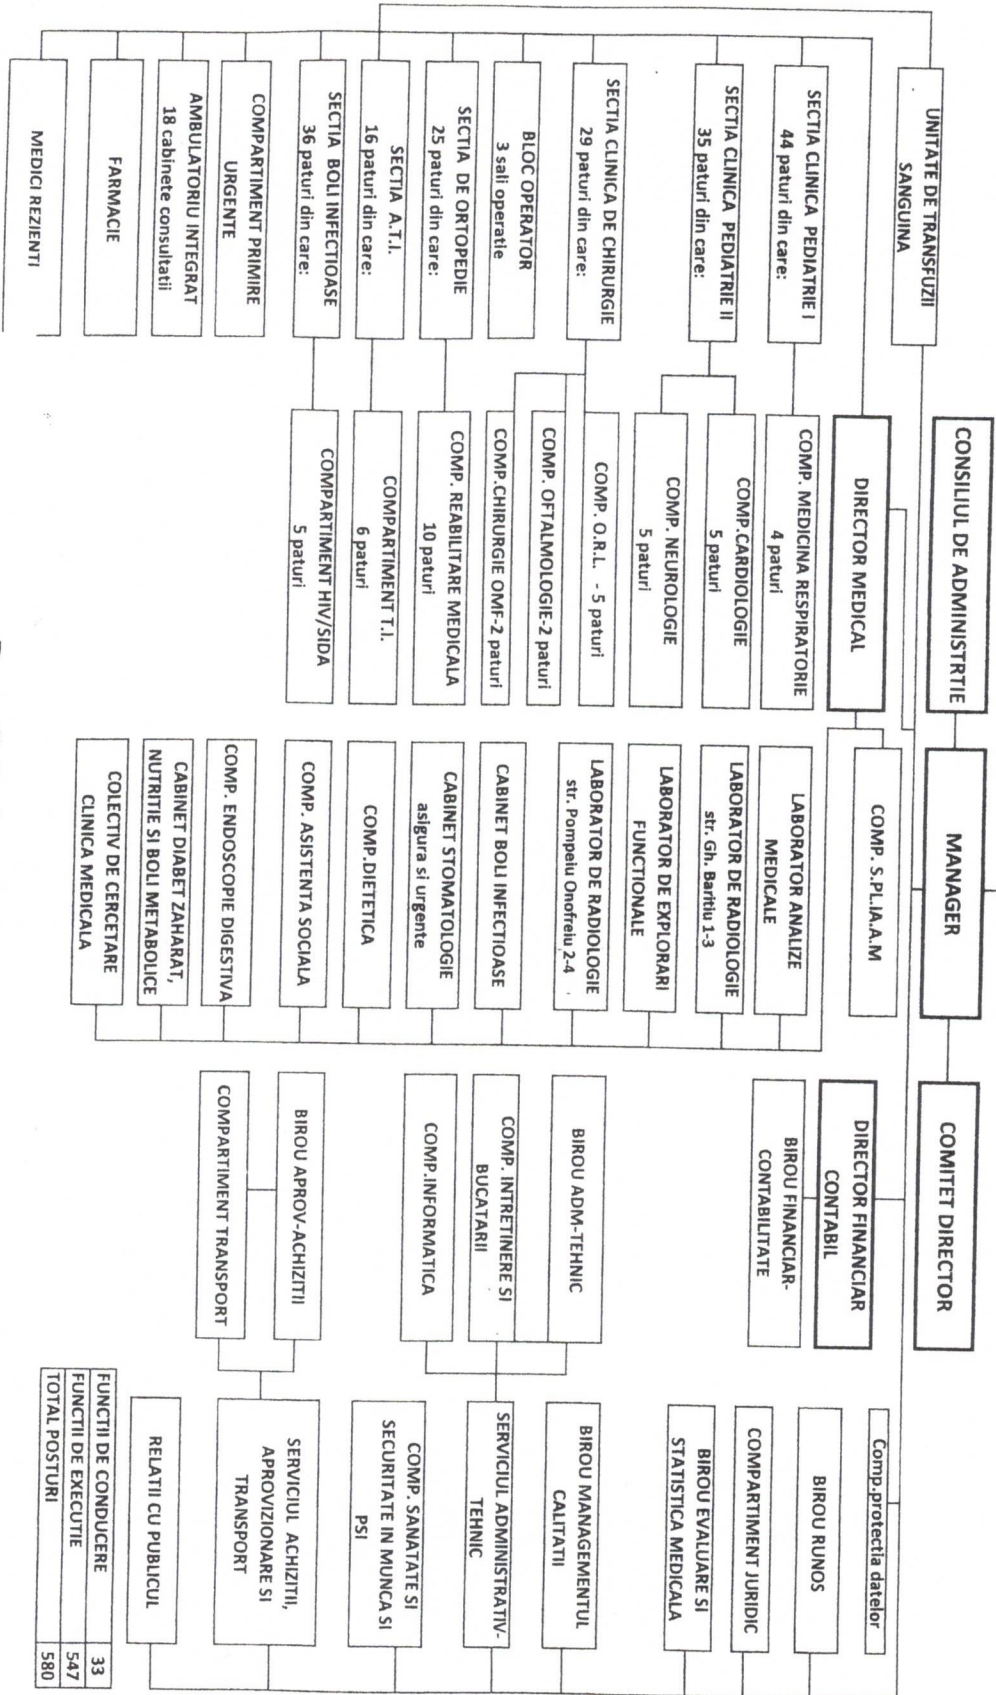 CONSILIUL DE ADMINISTRTIE
MANAGER
COMITET DIRECTOR
UNITATE DE TRANSFUZII
SANGUINA
DIRECTOR MEDICAL
COMP. S.PL.IA.A.M
DIRECTOR FINANCIAR
CONTABIL
Comp.protectia datelor
SECTIA CLINICA PEDIATRIE I
44 paturi din care:
COMP. MEDICINA RESPIRATORIE
4 paturi
LABORATOR ANALIZE
MEDICALE
BIROU FINANCIAR-
CONTABILITATE
BIROU RUNOS
SECTIA CLINICA PEDIATRIE II
35 paturi din care:
COMP.CARDIOLOGIE
5 paturi
LABORATOR DE RADIOLOGIE
str. Gh. Baritiu 1-3
COMPARTIMENT JURIDIC
COMP. NEUROLOGIE
5 paturi
LABORATOR DE EXPLORARI
FUNCTIONALE
BIROU EVALUARE SI
STATISTICA MEDICALA
SECTIA CLINICA DE CHIRURGIE
29 paturi din care:
COMP. O.R.L. - 5 paturi
LABORATOR DE RADIOLOGIE
str. Pompeiu Onofreiu 2-4
BIROU ADM-TEHNIC
BIROU MANAGEMENTUL
CALITATII
BLOC OPERATOR
3 sali operatie
COMP. OFTALMOLOGIE-2 paturi
COMP.CHIRURGIE OMF-2 paturi
CABINET BOLI INFECTIOASE
COMP. INTRETINERE SI
BUCATARII
SERVICIUL ADMINISTRATIV-
TEHNIC
SECTIA DE ORTOPEDIE
25 paturi din care:
COMP. REABILITARE MEDICALA
10 paturi
CABINET STOMATOLOGIE
asigura si urgente
COMP.INFORMATICA
SECTIA A.T.I.
16 paturi din care:
COMPARTIMENT T.I.
6 paturi
COMP.DIETETICA
COMP. SANATATE SI
SECURITATE IN MUNCA SI
PSI
SECTIA BOLI INFECTIOASE
36 paturi din care:
COMPARTIMENT HIV/SIDA
5 paturi
COMP. ASISTENTA SOCIALA
BIROU APROV-ACHIZITII
SERVICIUL ACHIZITII,
APROVIZIONARE SI
TRANSPORT
COMPARTIMENT PRIMIRE
URGENTE
COMP. ENDOSCOPIE DIGESTIVA
COMPARTIMENT TRANSPORT
AMBULATORIU INTEGRAT
18 cabinete consultatii
CABINET DIABET ZAHARAT,
NUTRITIE SI BOLI METABOLICE
RELATII CU PUBLICUL
FARMACIE
COLECTIV DE CERCETARE
CLINICA MEDICALA
MEDICI REZIENTI
FUNCTII DE CONDUCERE 33
FUNCTII DE EXECUTIE 547
TOTAL POSTURI 580